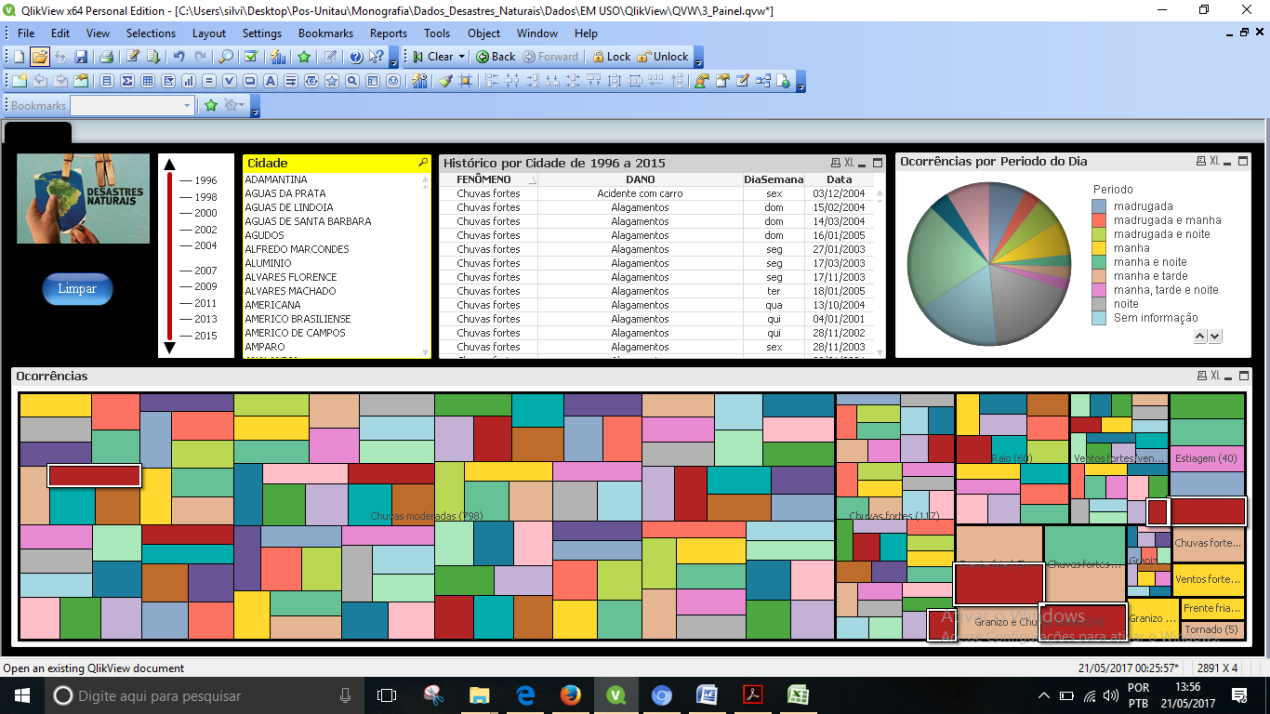 QlikView x64 Personal Edition - [C:\Users\silvi\Desktop\Pos-Unitau\Monografia\Dados_Desastres_Naturais\Dados\EM USO\QlikView\QVW\3_Painel.qvw*]
File Edit View Selections Layout Settings Bookmarks Reports Tools Object Window Help
Clear Back Forward Lock Unlock
Bookmarks
DESASTRES
NATURAIS
Limpar
1996
1998
2000
2002
2004
2007
2009
2011
2013
2015
Cidade
ADAMANTINA
AGUAS DA PRATA
AGUAS DE LINDOIA
AGUAS DE SANTA BARBARA
AGUDOS
ALFREDO MARCONDES
ALUMINIO
ALVARES FLORENCE
ALVARES MACHADO
AMERICANA
AMERICO BRASILIENSE
AMERICO DE CAMPOS
AMPARO
Histórico por Cidade de 1996 a 2015 XL
FENÔMENO DANO DiaSemana Data
Chuvas fortes Acidente com carro sex 03/12/2004
Chuvas fortes Alagamentos dom 15/02/2004
Chuvas fortes Alagamentos dom 14/03/2004
Chuvas fortes Alagamentos dom 16/01/2005
Chuvas fortes Alagamentos seg 27/01/2003
Chuvas fortes Alagamentos seg 17/03/2003
Chuvas fortes Alagamentos seg 17/11/2003
Chuvas fortes Alagamentos ter 18/01/2005
Chuvas fortes Alagamentos qua 13/10/2004
Chuvas fortes Alagamentos qui 04/01/2001
Chuvas fortes Alagamentos qui 28/11/2002
Chuvas fortes Alagamentos sex 28/11/2003
Ocorrências por Periodo do Dia XL
Periodo
madrugada
madrugada e manha
madrugada e noite
manha
manha e noite
manha e tarde
manha, tarde e noite
noite
Sem informação
Ocorrências XL
Raio (60)
Ventos fortes/ven...
Estiagem (40)
Chuvas moderadas (798)
Chuvas fortes (117)
Chuvas forte...
Chuvas fortes...
Ventos forte...
Frente fria...
Granizo ...
Granizo e Chu
Tornado (5)
Ativar o Windows
Acesse Configurações para ativar o Windows.
Open an existing QlikView document 21/05/2017 00:25:57* 2891 X 4
Digite aqui para pesquisar
POR
PTB
13:56
21/05/2017